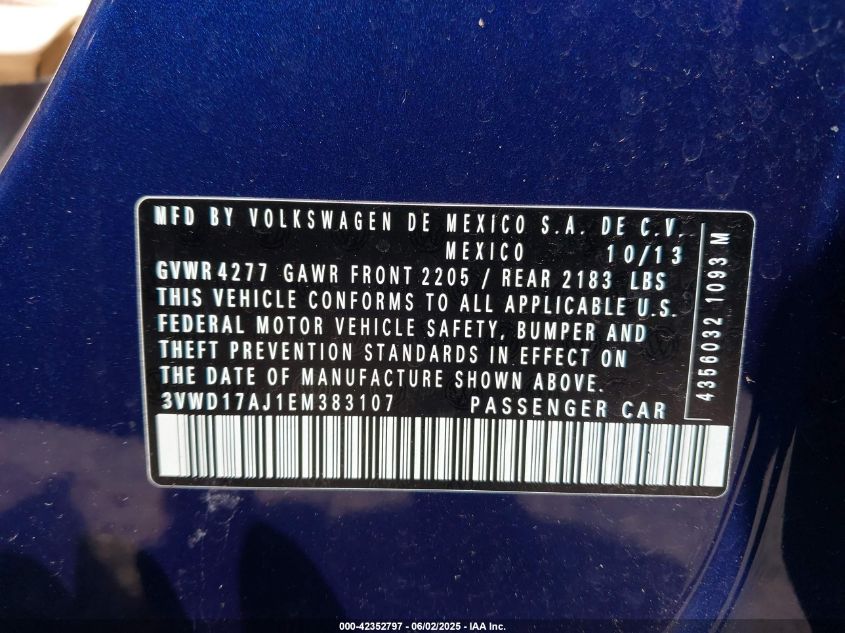 MFD BY VOLKSWAGEN DE MEXICO S.A. DE C.V.
MEXICO 10/13
GVWR 4277 GAWR FRONT 2205 / REAR 2183 LBS
THIS VEHICLE CONFORMS TO ALL APPLICABLE U.S.
FEDERAL MOTOR VEHICLE SAFETY, BUMPER AND
THEFT PREVENTION STANDARDS IN EFFECT ON
THE DATE OF MANUFACTURE SHOWN ABOVE.
3VWD17AJ1EM383107 PASSENGER CAR
4356032 1093 M
000-42352797 - 06/02/2025 - IAA Inc.